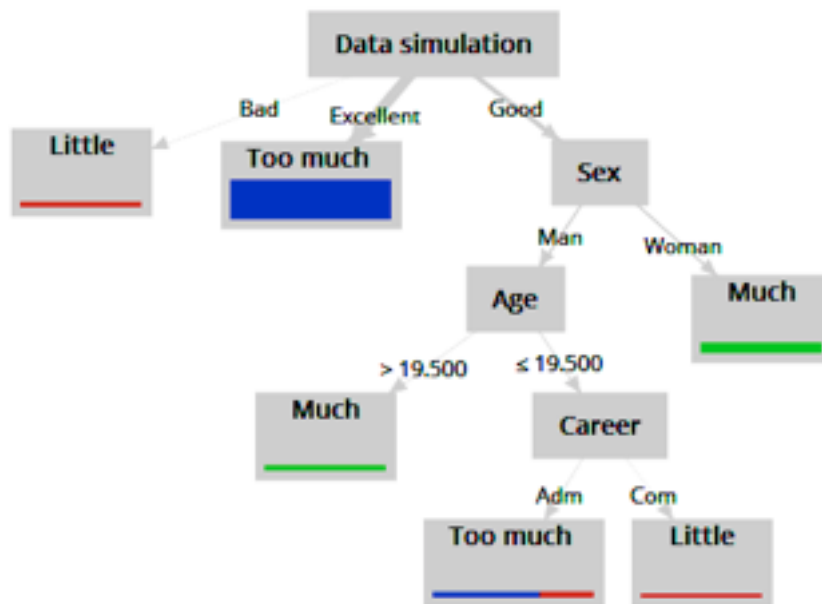 Data simulation
Bad
Excellent
Good
Little
Too much
Sex
Man
Woman
Age
Much
> 19.500
≤ 19.500
Much
Career
Adm
Com
Too much
Little